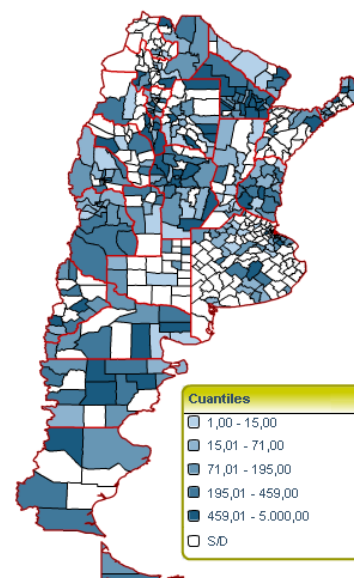 Cuantiles
1,00 - 15,00
15,01 - 71,00
71,01 - 195,00
195,01 - 459,00
459,01 - 5.000,00
S/D